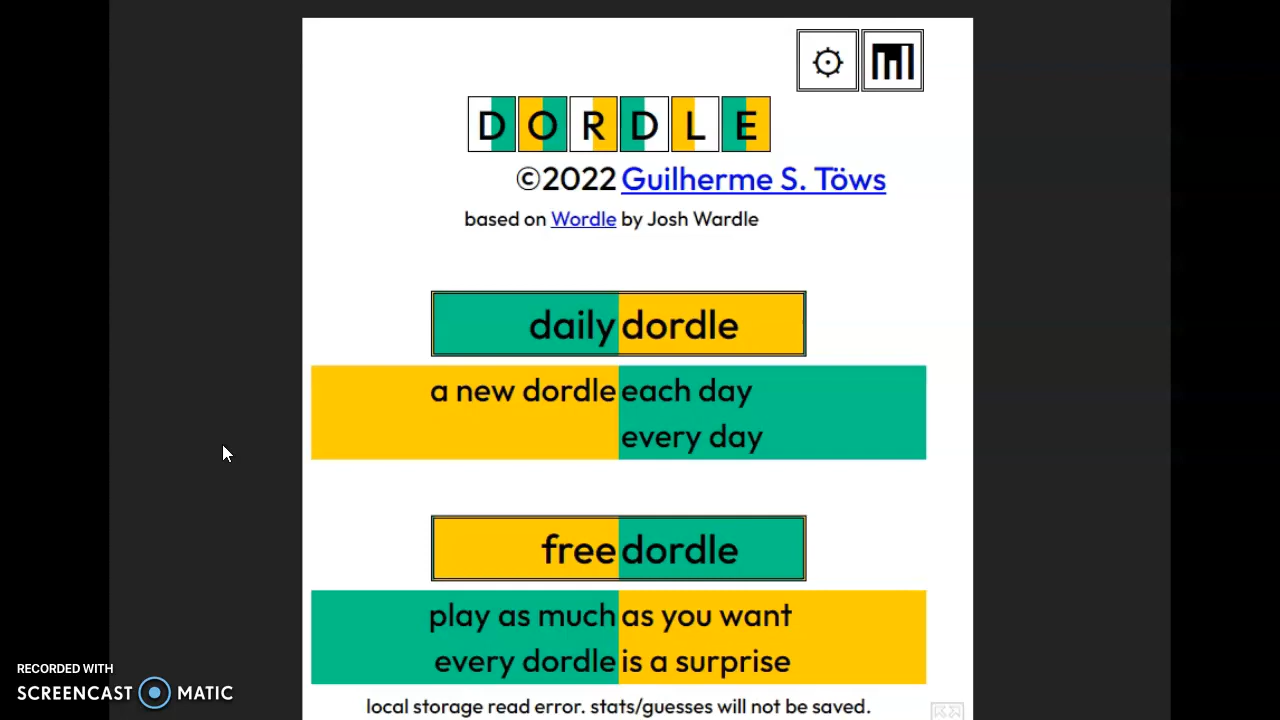 DORDLE
©2022 Guilherme S. Töws
based on Wordle by Josh Wardle
daily dordle
a new dordle each day
every day
free dordle
play as much as you want
every dordle is a surprise
local storage read error. stats/guesses will not be saved.
RECORDED WITH
SCREENCAST MATIC